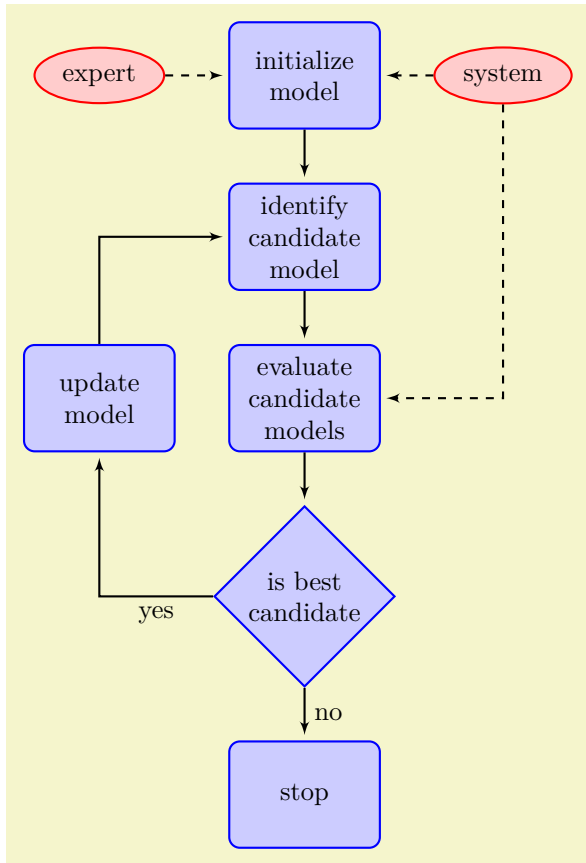 expert
initialize
model
system
identify
candidate
model
update
model
evaluate
candidate
models
is best
candidate
yes
no
stop